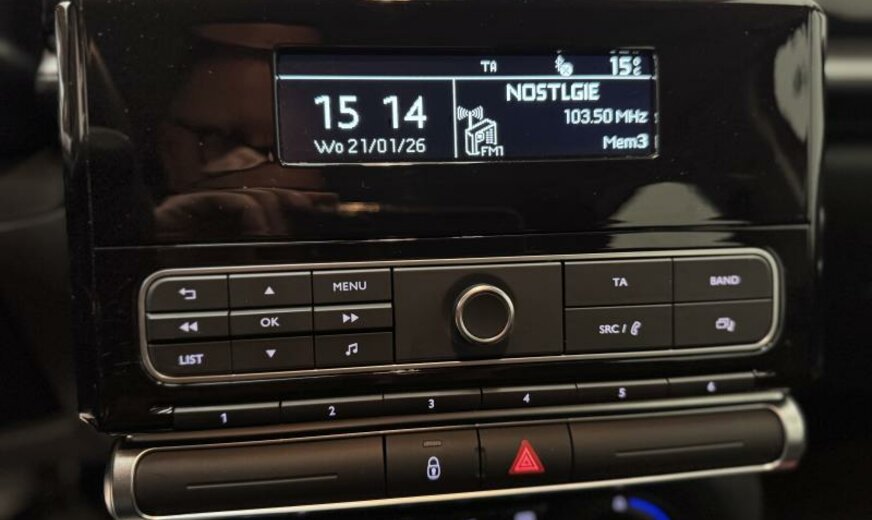 TA 15°C
15 14
Wo 21/01/26
NOSTLGIE
103.50 MHz
Mem3
FM1
MENU
TA
BAND
OK
SRC /
LIST
1 2 3 4 5 6